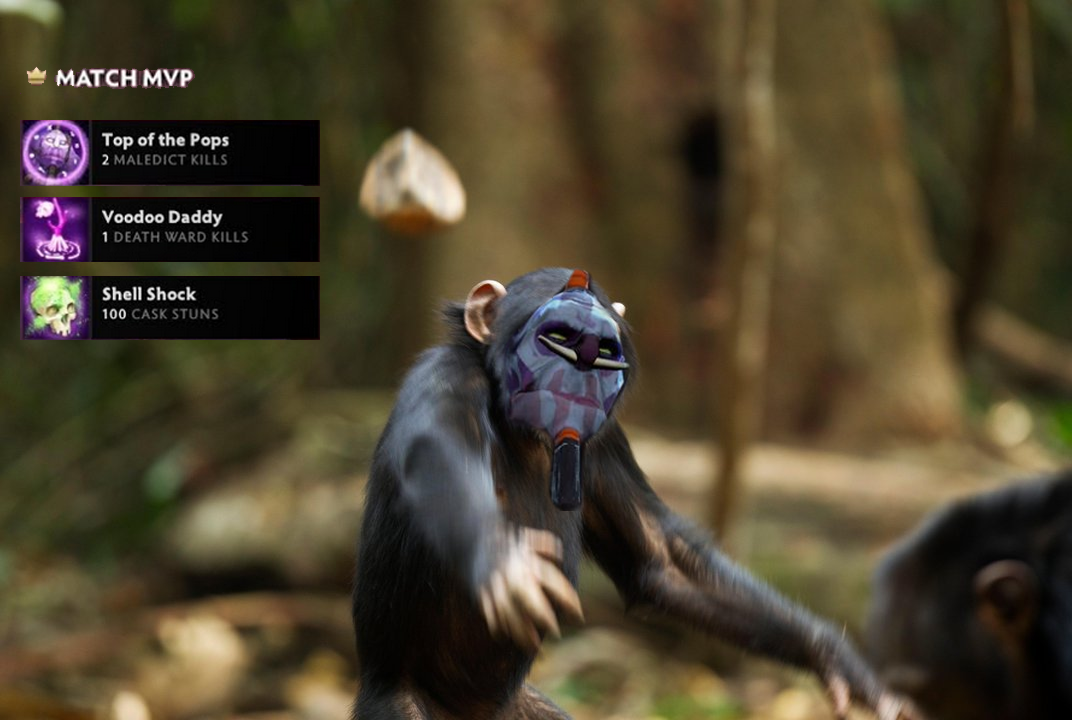 MATCH MVP
Top of the Pops
2 MALEDICT KILLS
Voodoo Daddy
1 DEATH WARD KILLS
Shell Shock
100 CASK STUNS